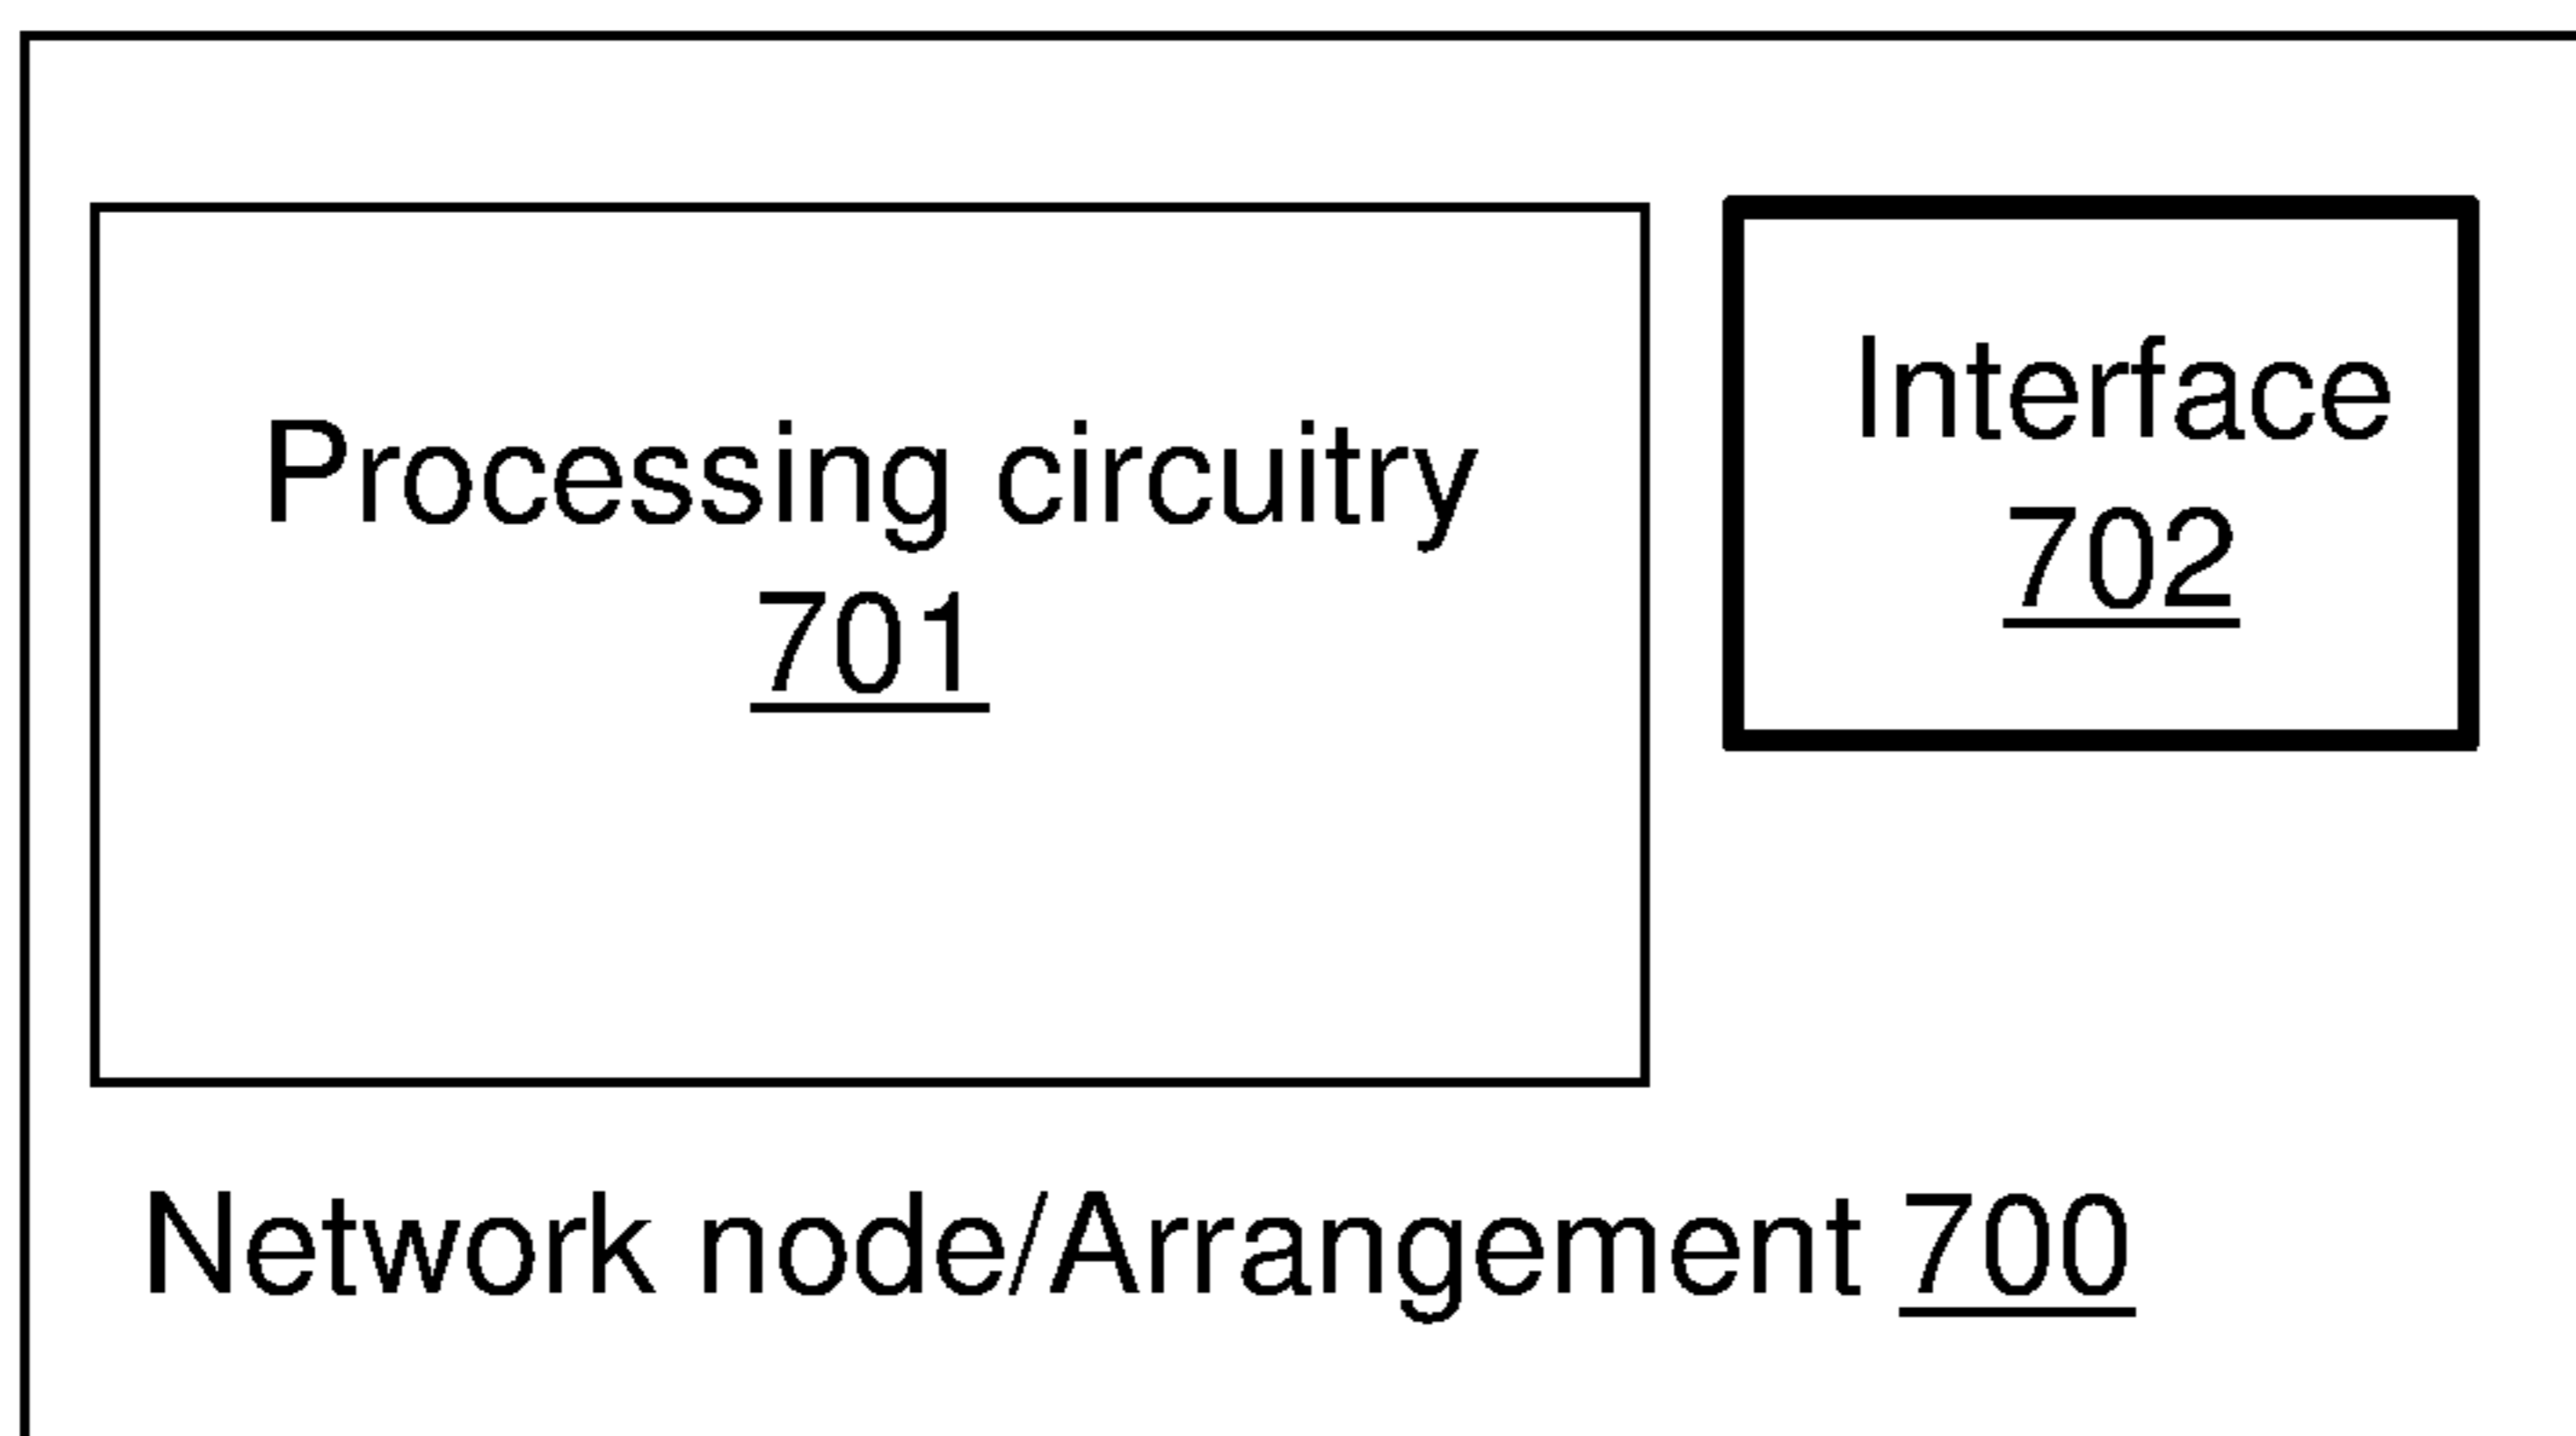 Processing circuitry
701
Interface
702
Network node/Arrangement 700